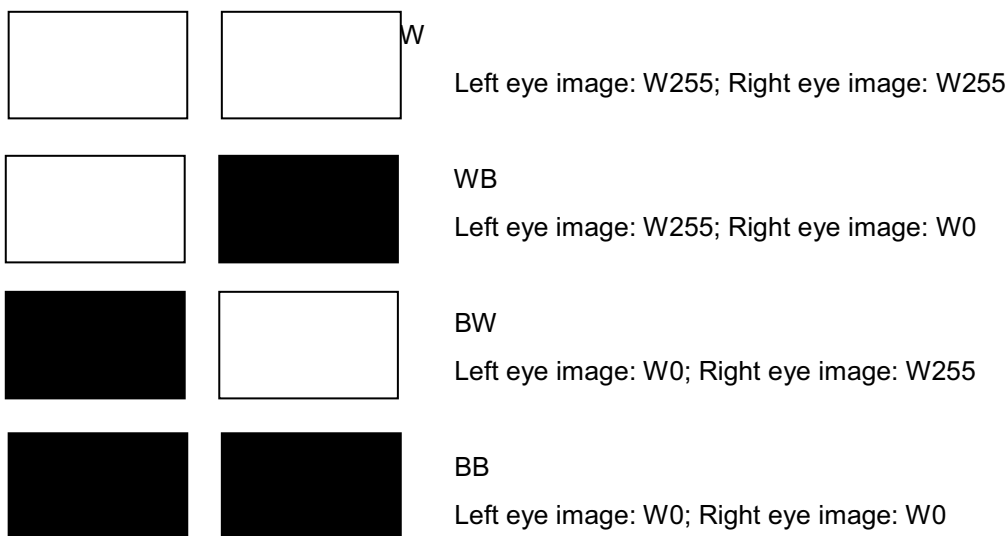 W
Left eye image: W255; Right eye image: W255
WB
Left eye image: W255; Right eye image: W0
BW
Left eye image: W0; Right eye image: W255
BB
Left eye image: W0; Right eye image: W0